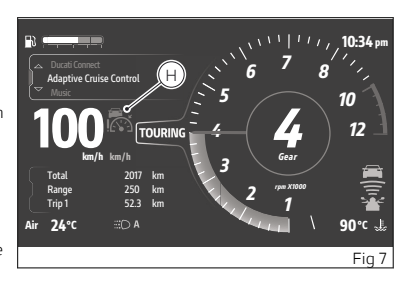 10:34 pm
Ducati Connect
Adaptive Cruise Control
Music
H
100
km/h km/h
TOURING
1
2
3
4
5
6
7
8
10
12
4
Gear
rpm X1000
Total 2017 km
Range 250 km
Trip 1 52.3 km
Air 24°C
A
90°C
Fig 7
n
e